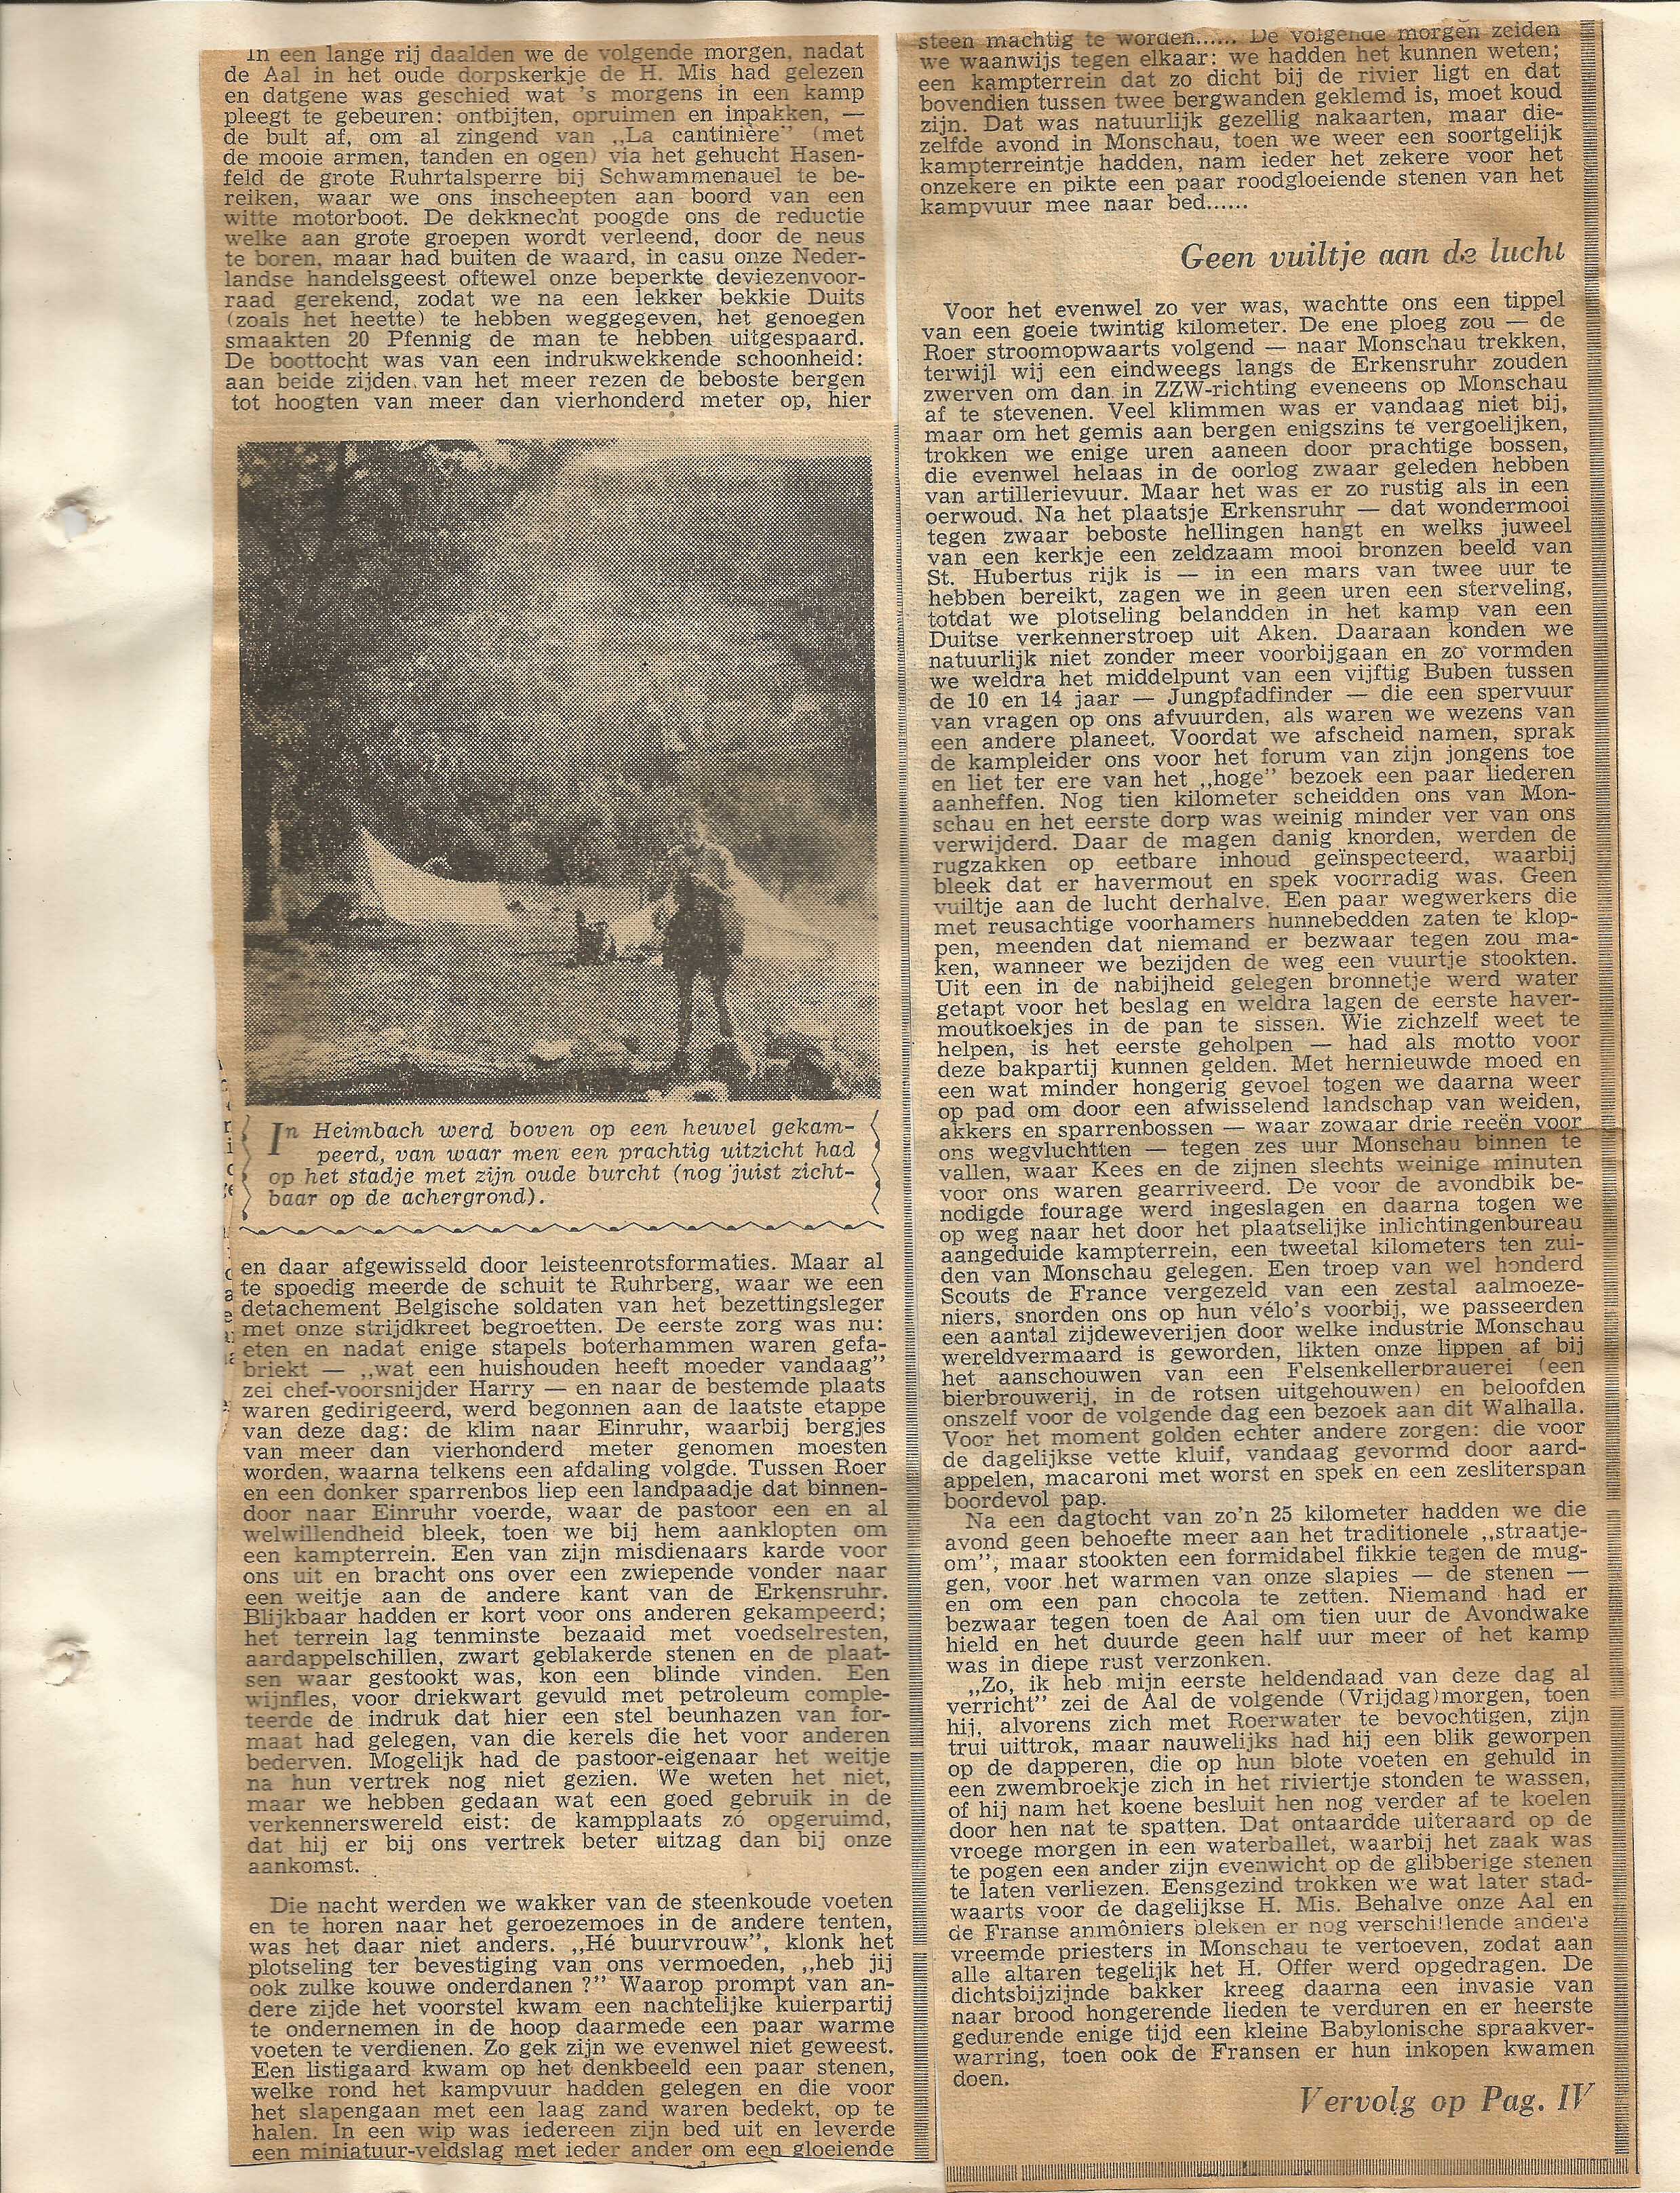 In een lange rij daalden we de volgende morgen, nadat
de Aal in het oude dorpskerkje de H. Mis had gelezen
en datgene was geschied wat 's morgens in een kamp
pleegt te gebeuren: ontbijten, opruimen en inpakken, —
de bult af, om al zingend van „La cantinière” (met
de mooie armen, tanden en ogen) via het gehucht Hasen-
feld de grote Ruhrtalsperre bij Schwammenauel te be-
reiken, waar we ons inscheepten aan boord van een
witte motorboot. De dekknecht poogde ons de reductie
welke aan grote groepen wordt verleend, door de neus
te boren, maar had buiten de waard, in casu onze Neder-
landse handelsgeest oftewel onze beperkte deviezenvoor-
raad gerekend, zodat we na een lekker bekkie Duits
(zoals het heette) te hebben weggegeven, het genoegen
smaakten 20 Pfennig de man te hebben uitgespaard.
De boottocht was van een indrukwekkende schoonheid:
aan beide zijden van het meer rezen de beboste bergen
tot hoogten van meer dan vierhonderd meter op, hier
In Heimbach werd boven op een heuvel gekam-
peerd, van waar men een prachtig uitzicht had
op het stadje met zijn oude burcht (nog juist zicht-
baar op de achergrond).
en daar afgewisseld door leisteenrotsformaties. Maar al
te spoedig meerde de schuit te Ruhrberg, waar we een
detachement Belgische soldaten van het bezettingsleger
met onze strijdkreet begroetten. De eerste zorg was nu:
eten en nadat enige stapels boterhammen waren gefa-
briekt — „wat een huishouden heeft moeder vandaag”
zei chef-voorsnijder Harry — en naar de bestemde plaats
waren gedirigeerd, werd begonnen aan de laatste etappe
van deze dag: de klim naar Einruhr, waarbij bergjes
van meer dan vierhonderd meter genomen moesten
worden, waarna telkens een afdaling volgde. Tussen Roer
en een donker sparrenbos liep een landpaadje dat binnen-
door naar Einruhr voerde, waar de pastoor een en al
welwillendheid bleek, toen we bij hem aanklopten om
een kampterrein. Een van zijn misdienaars karde voor
ons uit en bracht ons over een zwiepende vonder naar
een weitje aan de andere kant van de Erkensruhr.
Blijkbaar hadden er kort voor ons anderen gekampeerd;
het terrein lag tenminste bezaaid met voedselresten,
aardappelschillen, zwart geblakerde stenen en de plaat-
sen waar gestookt was, kon een blinde vinden. Een
wijnfles, voor driekwart gevuld met petroleum comple-
teerde de indruk dat hier een stel beunhazen van for-
maat had gelegen, van die kerels die het voor anderen
bederven. Mogelijk had de pastoor-eigenaar het weitje
na hun vertrek nog niet gezien. We weten het niet,
maar we hebben gedaan wat een goed gebruik in de
verkennerswereld eist: de kampplaats zó opgeruimd,
dat hij er bij ons vertrek beter uitzag dan bij onze
aankomst.
Die nacht werden we wakker van de steenkoude voeten
en te horen naar het geroezemoes in de andere tenten,
was het daar niet anders. „Hé buurvrouw”, klonk het
plotseling ter bevestiging van ons vermoeden, „heb jij
ook zulke kouwe onderdanen?” Waarop prompt van an-
dere zijde het voorstel kwam een nachtelijke kuierpartij
te ondernemen in de hoop daarmede een paar warme
voeten te verdienen. Zo gek zijn we evenwel niet geweest.
Een listigaard kwam op het denkbeeld een paar stenen,
welke rond het kampvuur hadden gelegen en die voor
het slapengaan met een laag zand waren bedekt, op te
halen. In een wip was iedereen zijn bed uit en leverde
een miniatuur-veldslag met ieder ander om een gloeiende
steen machtig te worden...... De volgende morgen zeiden
we waanwijs tegen elkaar: we hadden het kunnen weten;
een kampterrein dat zo dicht bij de rivier ligt en dat
bovendien tussen twee bergwanden geklemd is, moet koud
zijn. Dat was natuurlijk gezellig nakaarten, maar die-
zelfde avond in Monschau, toen we weer een soortgelijk
kampterreintje hadden, nam ieder het zekere voor het
onzekere en pikte een paar roodgloeiende stenen van het
kampvuur mee naar bed......
Geen vuiltje aan de lucht
Voor het evenwel zo ver was, wachtte ons een tippel
van een goeie twintig kilometer. De ene ploeg zou — de
Roer stroomopwaarts volgend — naar Monschau trekken,
terwijl wij een eindweegs langs de Erkensruhr zouden
zwerven om dan in ZZW-richting eveneens op Monschau
af te stevenen. Veel klimmen was er vandaag niet bij,
maar om het gemis aan bergen enigszins te vergoelijken,
trokken we enige uren aaneen door prachtige bossen,
die evenwel helaas in de oorlog zwaar geleden hebben
van artillerievuur. Maar het was er zo rustig als in een
oerwoud. Na het plaatsje Erkensruhr — dat wondermooi
tegen zwaar beboste hellingen hangt en welks juweel
van een kerkje een zeldzaam mooi bronzen beeld van
St. Hubertus rijk is — in een mars van twee uur te
hebben bereikt, zagen we in geen uren een sterveling,
totdat we plotseling belandden in het kamp van een
Duitse verkennerstroep uit Aken. Daaraan konden we
natuurlijk niet zonder meer voorbijgaan en zo vormden
we weldra het middelpunt van een vijftig Buben tussen
de 10 en 14 jaar — Jungpfadfinder — die een spervuur
van vragen op ons afvuurden, als waren we wezens van
een andere planeet. Voordat we afscheid namen, sprak
de kampleider ons voor het forum van zijn jongens toe
en liet ter ere van het „hoge” bezoek een paar liederen
aanheffen. Nog tien kilometer scheidden ons van Mon-
schau en het eerste dorp was weinig minder ver van ons
verwijderd. Daar de magen danig knorden, werden de
rugzakken op eetbare inhoud geïnspecteerd, waarbij
bleek dat er havermout en spek voorradig was. Geen
vuiltje aan de lucht derhalve. Een paar wegwerkers die
met reusachtige voorhamers hunnebedden zaten te klop-
pen, meenden dat niemand er bezwaar tegen zou ma-
ken, wanneer we bezijden de weg een vuurtje stookten.
Uit een in de nabijheid gelegen bronnetje werd water
getapt voor het beslag en weldra lagen de eerste haver-
moutkoekjes in de pan te sissen. Wie zichzelf weet te
helpen, is het eerste geholpen — had als motto voor
deze bakpartij kunnen gelden. Met hernieuwde moed en
een wat minder hongerig gevoel togen we daarna weer
op pad om door een afwisselend landschap van weiden,
akkers en sparrenbossen — waar zowaar drie reeën voor
ons wegvluchtten — tegen zes uur Monschau binnen te
vallen, waar Kees en de zijnen slechts weinige minuten
voor ons waren gearriveerd. De voor de avondbik be-
nodigde fourage werd ingeslagen en daarna togen we
op weg naar het door het plaatselijke inlichtingenbureau
aangeduide kampterrein, een tweetal kilometers ten zui-
den van Monschau gelegen. Een troep van wel honderd
Scouts de France vergezeld van een zestal aalmoeze-
niers, snorden ons op hun vélo's voorbij, we passeerden
een aantal zijdeweverijen door welke industrie Monschau
wereldvermaard is geworden, likten onze lippen af bij
het aanschouwen van een Felsenkellerbrauerei (een
bierbrouwerij, in de rotsen uitgehouwen) en beloofden
onszelf voor de volgende dag een bezoek aan dit Walhalla.
Voor het moment golden echter andere zorgen: die voor
de dagelijkse vette kluif, vandaag gevormd door aard-
appelen, macaroni met worst en spek en een zesliterspan
boordevol pap.
Na een dagtocht van zo'n 25 kilometer hadden we die
avond geen behoefte meer aan het traditionele „straatje-
om”, maar stookten een formidabel fikkie tegen de mug-
gen, voor het warmen van onze slapies — de stenen —
en om een pan chocola te zetten. Niemand had er
bezwaar tegen toen de Aal om tien uur de Avondwake
hield en het duurde geen half uur meer of het kamp
was in diepe rust verzonken.
„Zo, ik heb mijn eerste heldendaad van deze dag al
verricht” zei de Aal de volgende (Vrijdag)morgen, toen
hij, alvorens zich met Roerwater te bevochtigen, zijn
trui uittrok, maar nauwelijks had hij een blik geworpen
op de dapperen, die op hun blote voeten en gehuld in
een zwembroekje zich in het riviertje stonden te wassen,
of hij nam het koene besluit hen nog verder af te koelen
door hen nat te spatten. Dat ontaardde uiteraard op de
vroege morgen in een waterballet, waarbij het zaak was
te pogen een ander zijn evenwicht op de glibberige stenen
te laten verliezen. Eensgezind trokken we wat later stad-
waarts voor de dagelijkse H. Mis. Behalve onze Aal en
de Franse anmôniers bleken er nog verschillende andere
vreemde priesters in Monschau te vertoeven, zodat aan
alle altaren tegelijk het H. Offer werd opgedragen. De
dichtsbijzijnde bakker kreeg daarna een invasie van
naar brood hongerende lieden te verduren en er heerste
gedurende enige tijd een kleine Babylonische spraakver-
warring, toen ook de Fransen er hun inkopen kwamen
doen.
Vervolg op Pag. IV